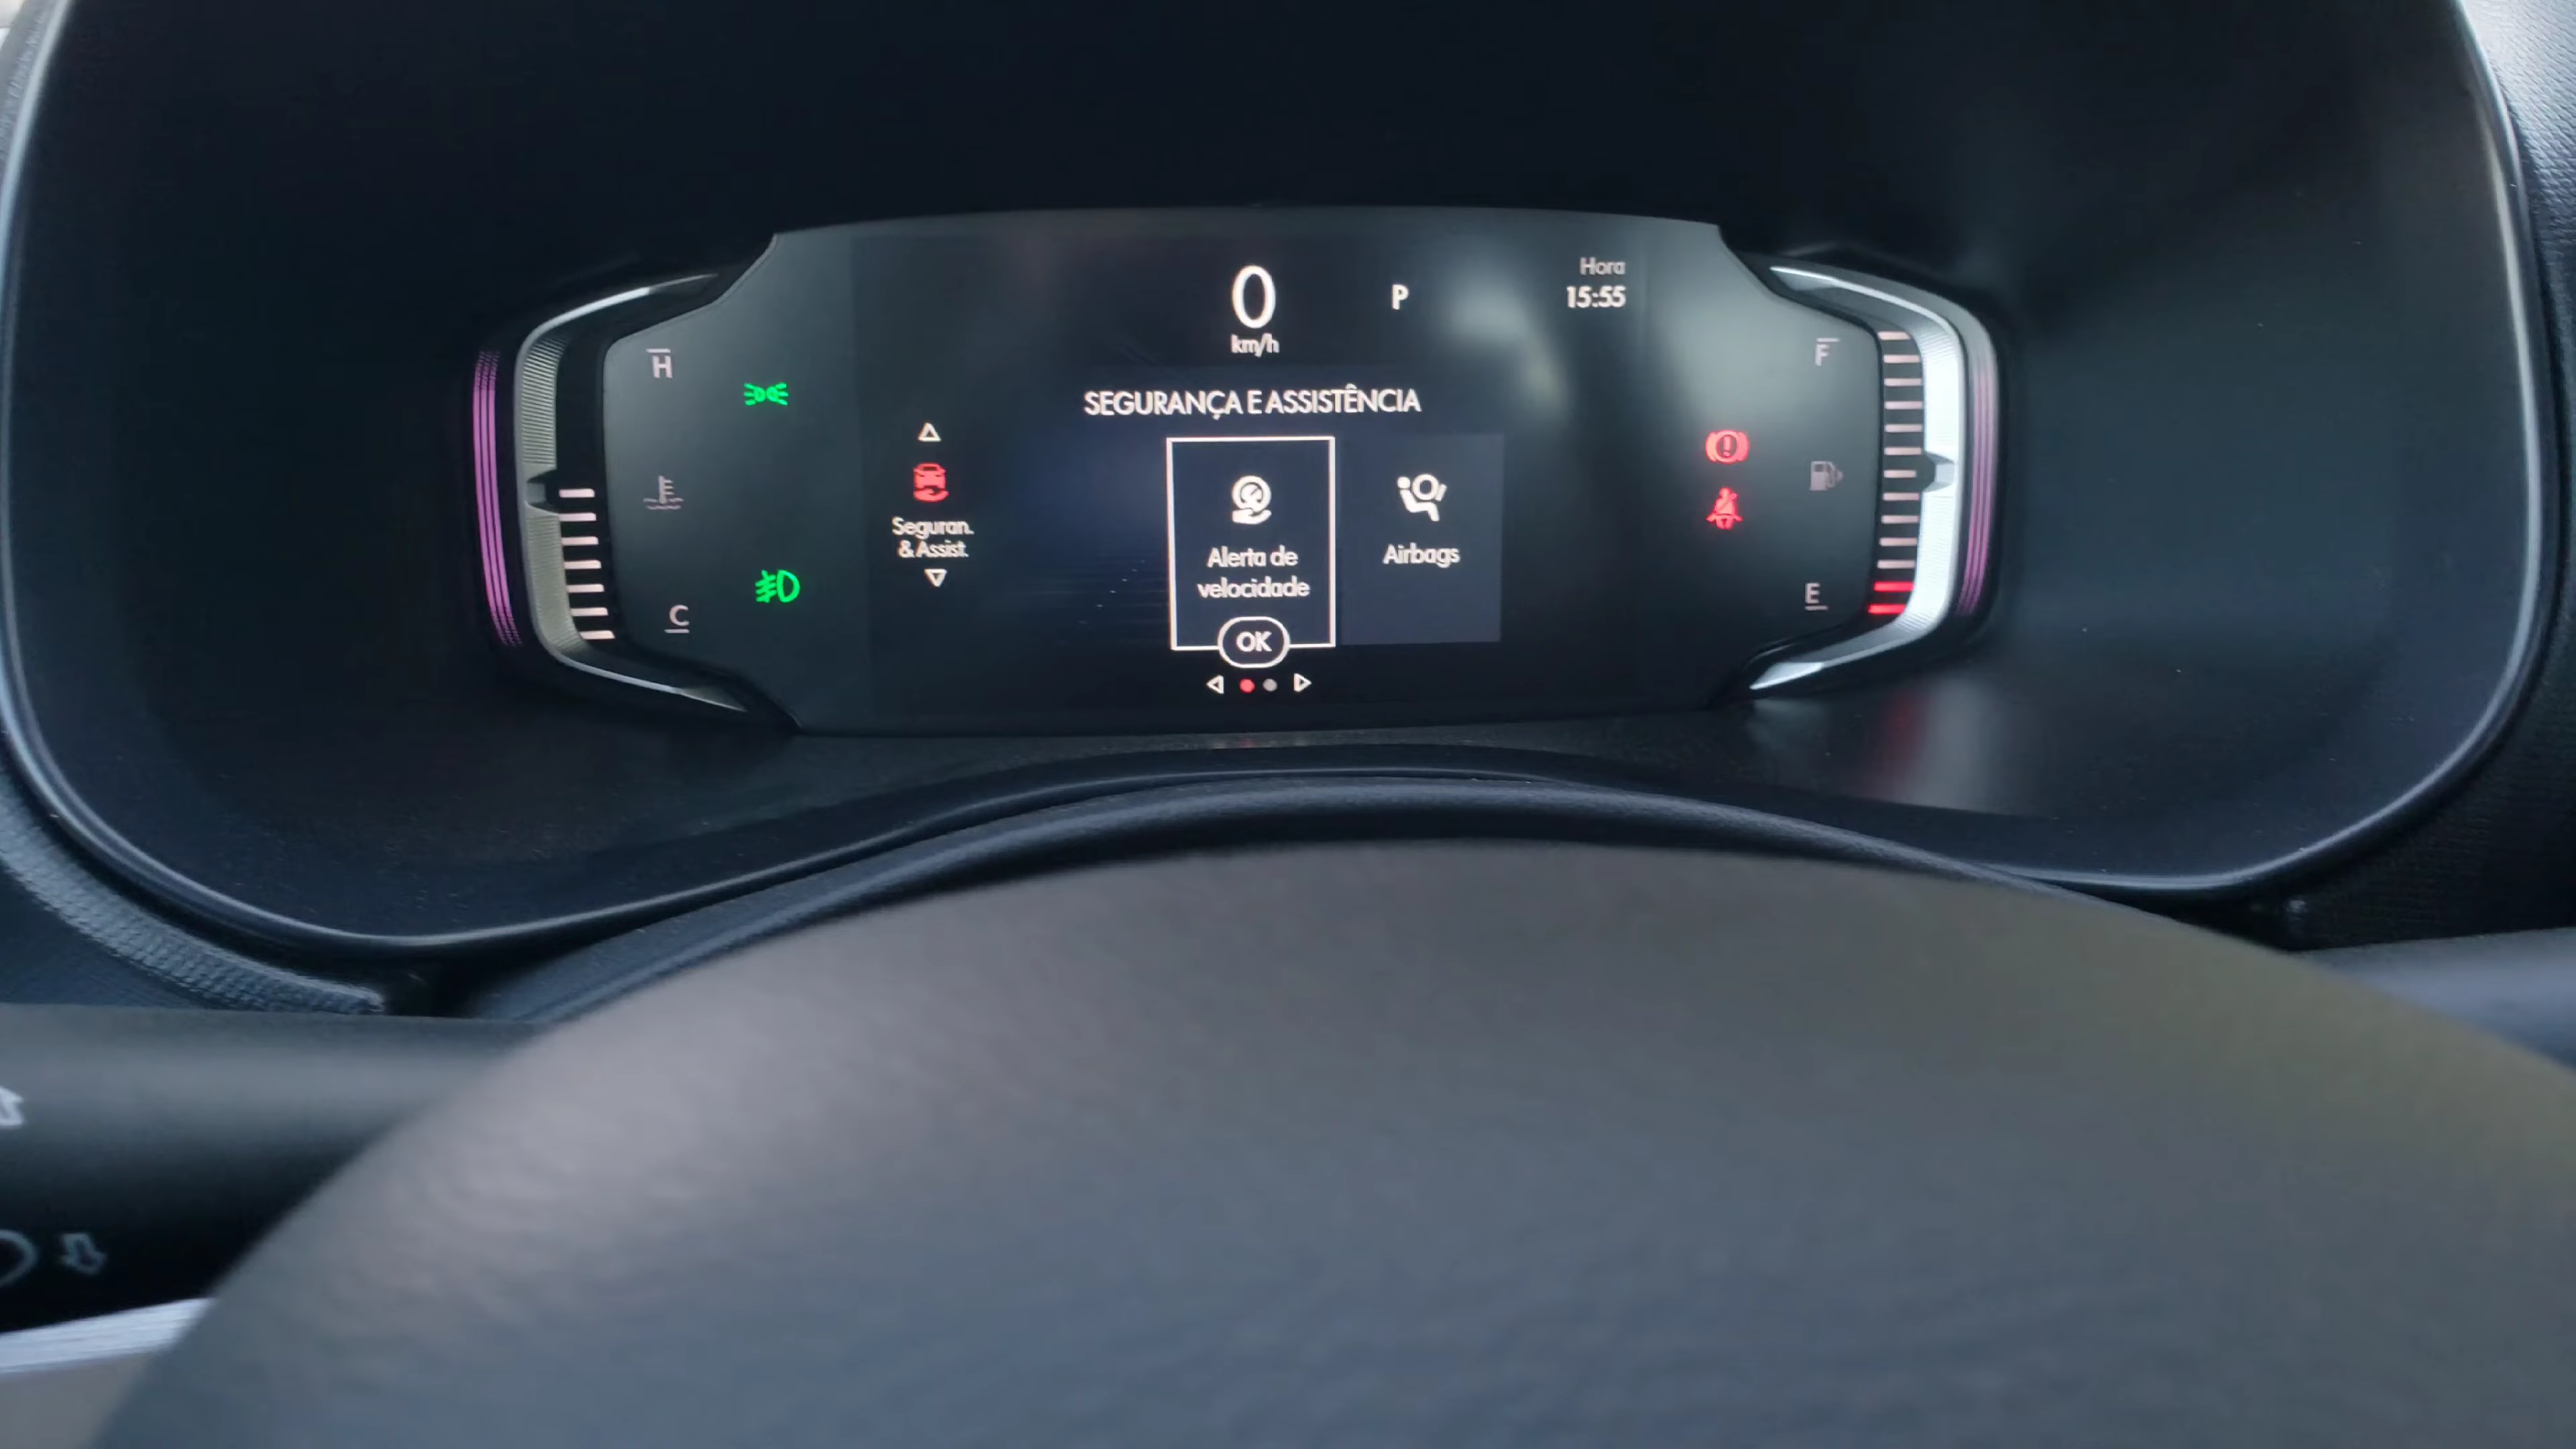 0
km/h
P
Hora
15:55
H
C
SEGURANÇA E ASSISTÊNCIA
Seguran.
& Assist.
Alerta de
velocidade
OK
Airbags
F
E